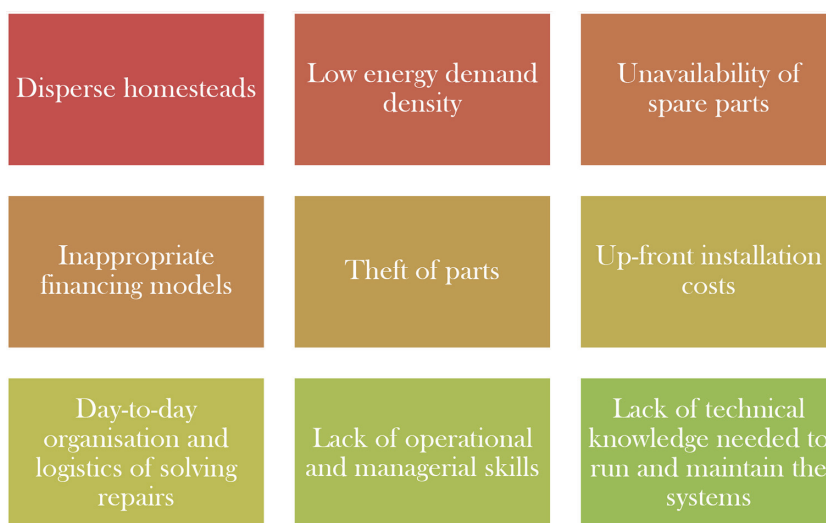 Disperse homesteads
Low energy demand
density
Unavailability of
spare parts
Inappropriate
financing models
Theft of parts
Up-front installation
costs
Day-to-day
organisation and
logistics of solving
repairs
Lack of operational
and managerial skills
Lack of technical
knowledge needed to
run and maintain the
systems